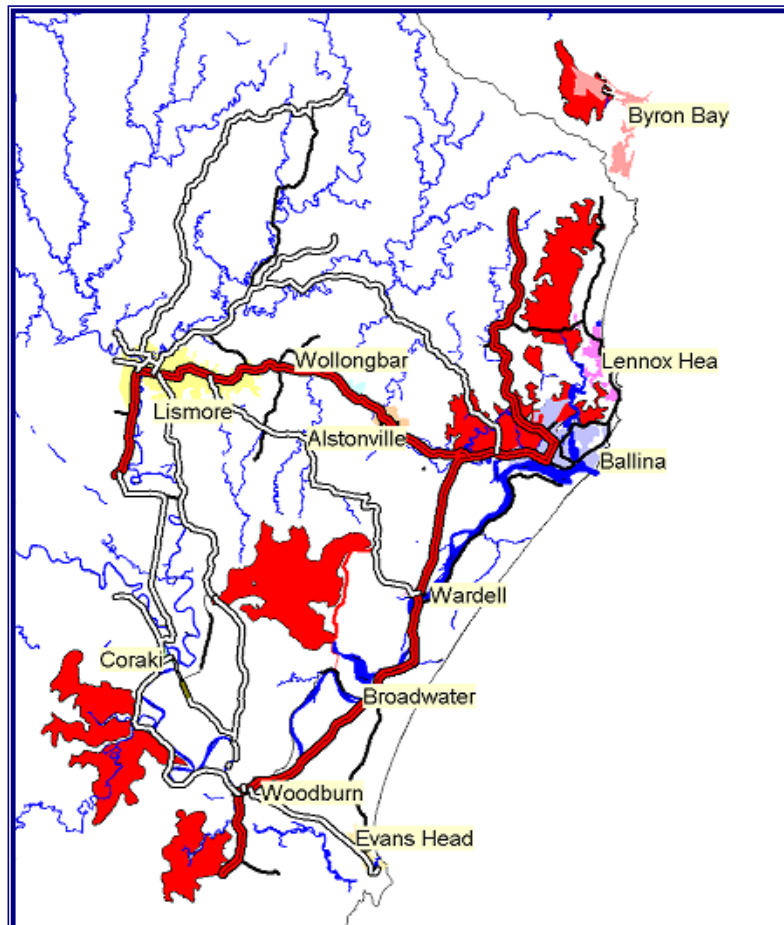 Byron Bay
Wollongbar
Lennox Hea
Lismore
Alstonville
Ballina
Wardell
Coraki
Broadwater
Woodburn
Evans Head